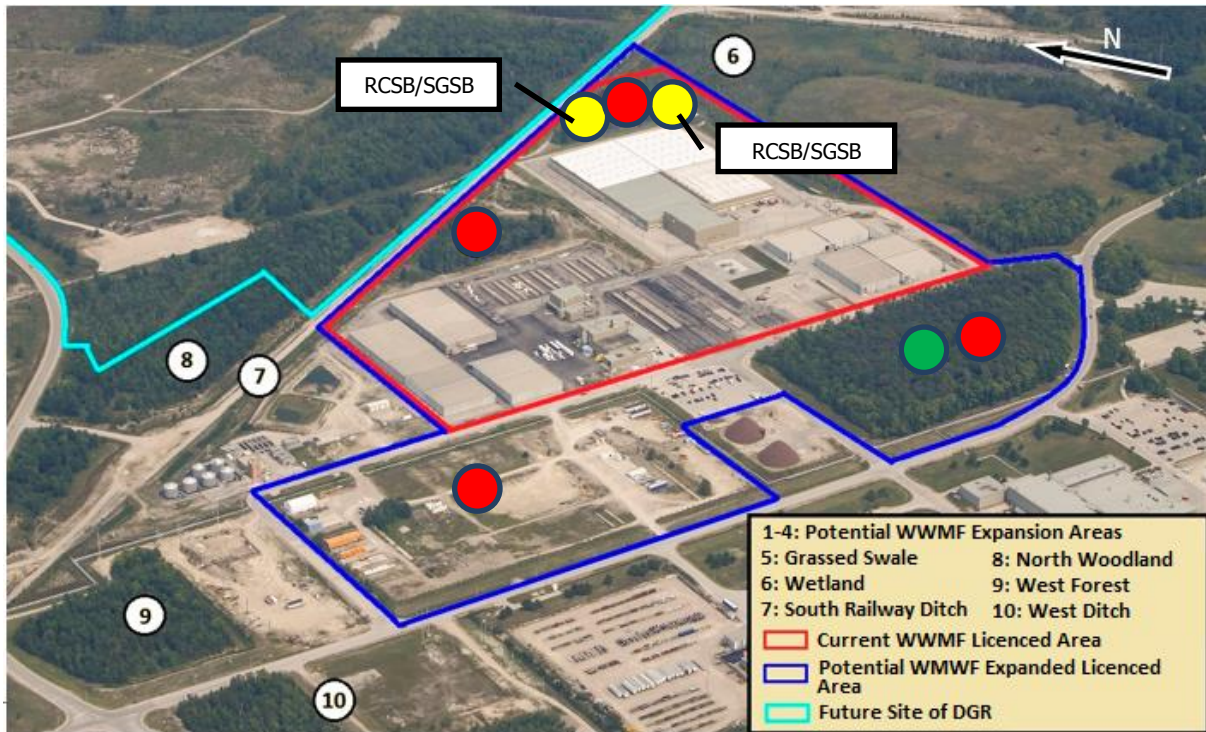 N
6
RCSB/SGSB
RCSB/SGSB
8
7
9
10
1-4: Potential WWMF Expansion Areas
5: Grassed Swale 8: North Woodland
6: Wetland 9: West Forest
7: South Railway Ditch 10: West Ditch
Current WWMF Licenced Area
Potential WMWF Expanded Licenced
Area
Future Site of DGR